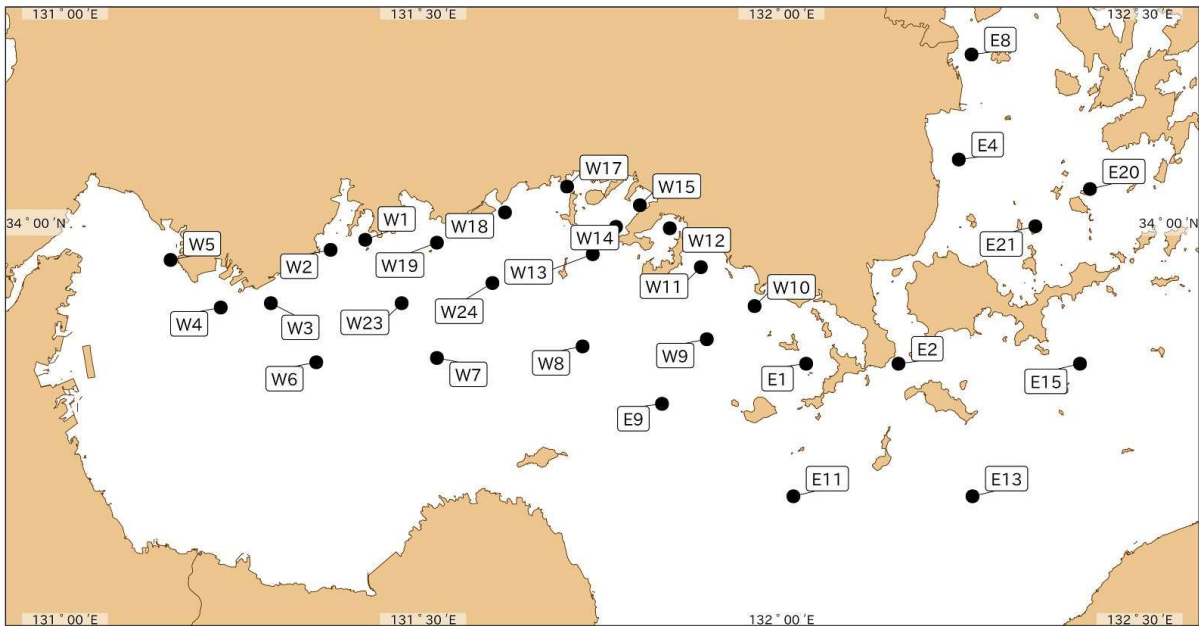 131°00′E
131°30′E
132°00′E
132°30′E
E8
E4
W17
E20
W15
W1
W18
34°00′N
34°00′N
W5
W14
W12
E21
W2
W19
W13
W11
W10
W24
W4
W3
W23
W8
W9
E2
W6
W7
E1
E15
E9
E11
E13
131°00′E
131°30′E
132°00′E
132°30′E